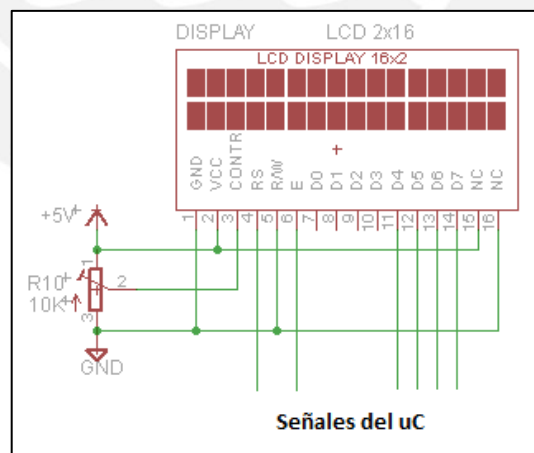 DISPLAY LCD 2x16
LCD DISPLAY 16x2
GND VCC CONTR RS R/W E D0 D1 D2 D3 D4 D5 D6 D7 NC NC
1 2 3 4 5 6 7 8 9 10 11 12 13 14 15 16
+5V
1
R10 2
10K
3
GND
Señales del uC